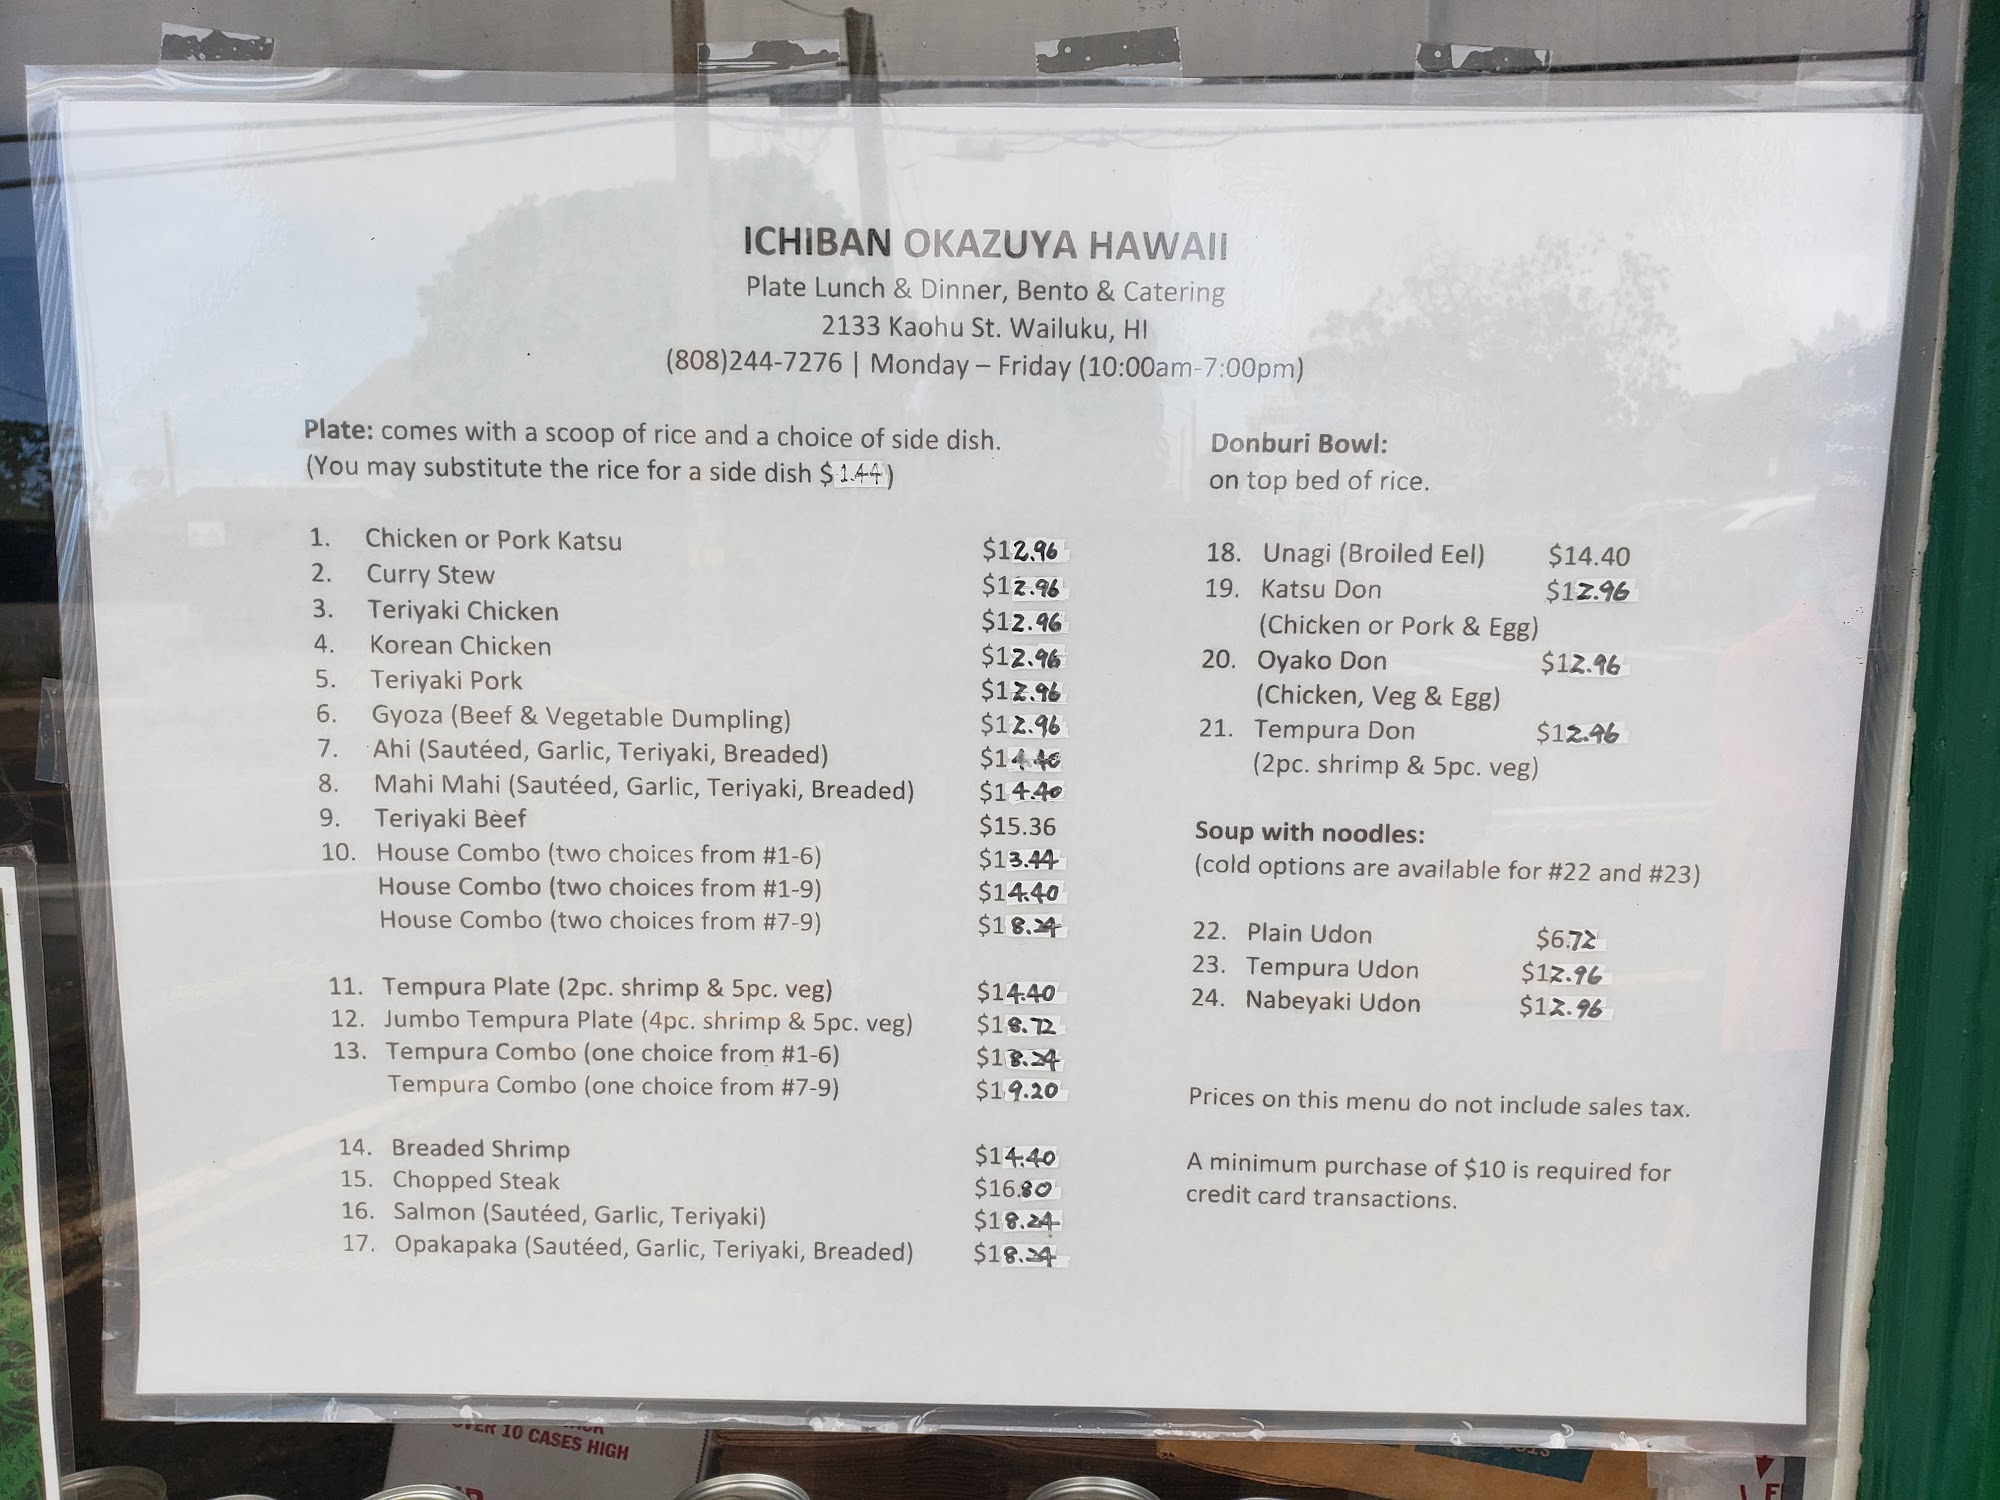 ICHIBAN OKAZUYA HAWAII
Plate Lunch & Dinner, Bento & Catering
2133 Kaohu St. Wailuku, HI
(808)244-7276 | Monday – Friday (10:00am-7:00pm)
Plate: comes with a scoop of rice and a choice of side dish.
(You may substitute the rice for a side dish $1.44)
1. Chicken or Pork Katsu $12.96
2. Curry Stew $12.96
3. Teriyaki Chicken $12.96
4. Korean Chicken $12.96
5. Teriyaki Pork $12.96
6. Gyoza (Beef & Vegetable Dumpling) $12.96
7. Ahi (Sautéed, Garlic, Teriyaki, Breaded) $14.40
8. Mahi Mahi (Sautéed, Garlic, Teriyaki, Breaded) $14.40
9. Teriyaki Beef $15.36
10. House Combo (two choices from #1-6) $13.44
House Combo (two choices from #1-9) $14.40
House Combo (two choices from #7-9) $18.24
11. Tempura Plate (2pc. shrimp & 5pc. veg) $14.40
12. Jumbo Tempura Plate (4pc. shrimp & 5pc. veg) $18.72
13. Tempura Combo (one choice from #1-6) $18.24
Tempura Combo (one choice from #7-9) $19.20
14. Breaded Shrimp $14.40
15. Chopped Steak $16.80
16. Salmon (Sautéed, Garlic, Teriyaki) $18.24
17. Opakapaka (Sautéed, Garlic, Teriyaki, Breaded) $18.24
Donburi Bowl:
on top bed of rice.
18. Unagi (Broiled Eel) $14.40
19. Katsu Don $12.96
(Chicken or Pork & Egg)
20. Oyako Don $12.96
(Chicken, Veg & Egg)
21. Tempura Don $12.96
(2pc. shrimp & 5pc. veg)
Soup with noodles:
(cold options are available for #22 and #23)
22. Plain Udon $6.72
23. Tempura Udon $12.96
24. Nabeyaki Udon $12.96
Prices on this menu do not include sales tax.
A minimum purchase of $10 is required for
credit card transactions.
OVER 10 CASES HIGH